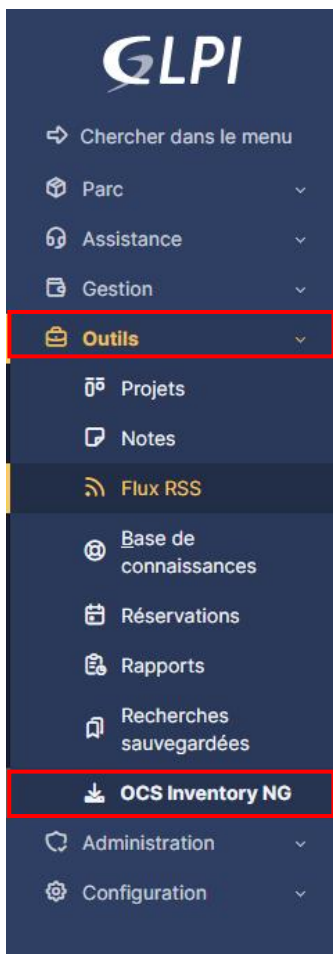 GLPI
Chercher dans le menu
Parc
Assistance
Gestion
Outils
Projets
Notes
Flux RSS
Base de
connaissances
Réservations
Rapports
Recherches
sauvegardées
OCS Inventory NG
Administration
Configuration